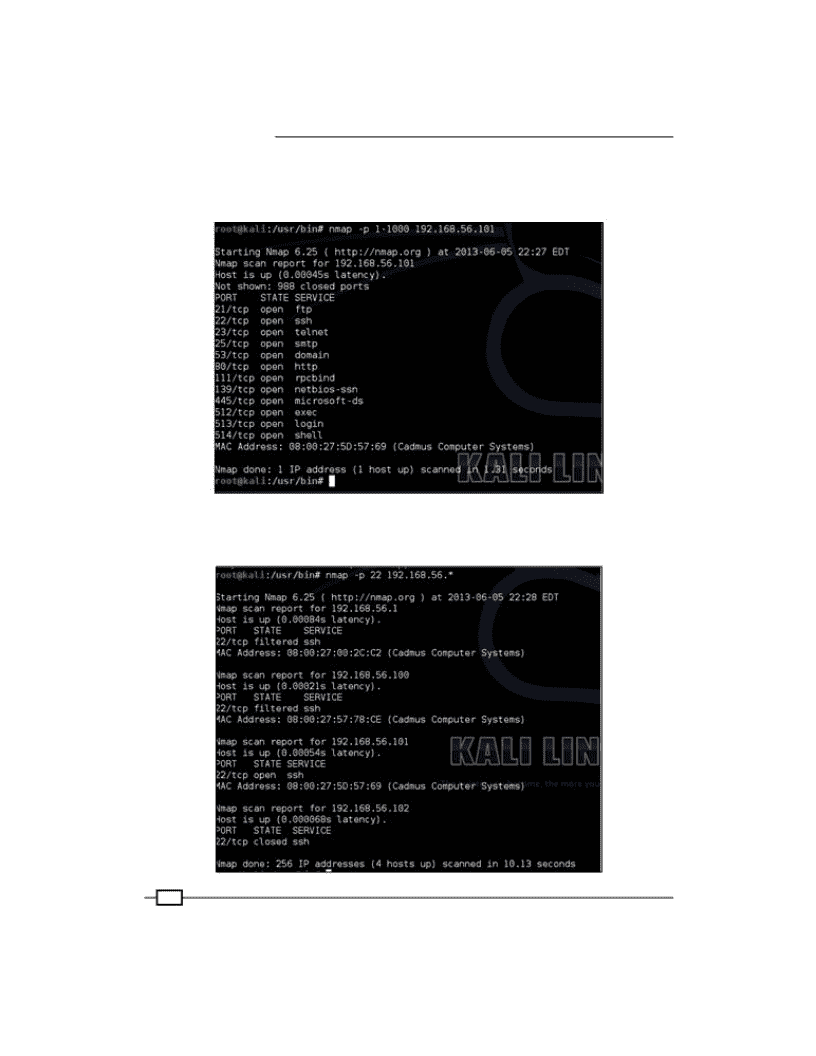 root@kali:/usr/bin# nmap -p 1-1000 192.168.56.101
Starting Nmap 6.25 ( http://nmap.org ) at 2013-06-05 22:27 EDT
Nmap scan report for 192.168.56.101
Host is up (0.00045s latency).
Not shown: 988 closed ports
PORT    STATE SERVICE
21/tcp  open  ftp
22/tcp  open  ssh
23/tcp  open  telnet
25/tcp  open  smtp
53/tcp  open  domain
80/tcp  open  http
111/tcp open  rpcbind
139/tcp open  netbios-ssn
445/tcp open  microsoft-ds
512/tcp open  exec
513/tcp open  login
514/tcp open  shell
MAC Address: 08:00:27:5D:57:69 (Cadmus Computer Systems)
KALI LIN
Nmap done: 1 IP address (1 host up) scanned in 1.31 seconds
root@kali:/usr/bin#
root@kali:/usr/bin# nmap -p 22 192.168.56.*
Starting Nmap 6.25 ( http://nmap.org ) at 2013-06-05 22:28 EDT
Nmap scan report for 192.168.56.1
Host is up (0.00084s latency).
PORT   STATE    SERVICE
22/tcp filtered ssh
MAC Address: 08:00:27:00:2C:C2 (Cadmus Computer Systems)
Nmap scan report for 192.168.56.100
Host is up (0.00021s latency).
PORT   STATE    SERVICE
22/tcp filtered ssh
MAC Address: 08:00:27:57:78:CE (Cadmus Computer Systems)
Nmap scan report for 192.168.56.101
KALI LIN
Host is up (0.00054s latency).
PORT   STATE SERVICE
22/tcp open  ssh
MAC Address: 08:00:27:5D:57:69 (Cadmus Computer Systems)
the more you
Nmap scan report for 192.168.56.102
Host is up (0.000068s latency).
PORT   STATE  SERVICE
22/tcp closed ssh
Nmap done: 256 IP addresses (4 hosts up) scanned in 10.13 seconds